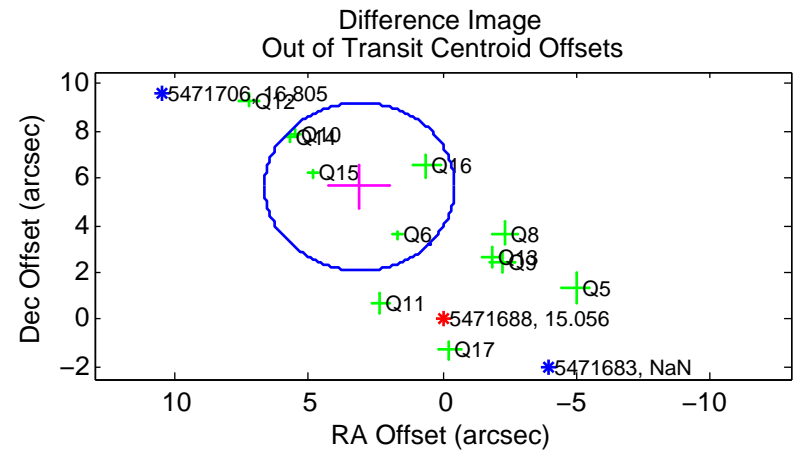 Difference Image
Out of Transit Centroid Offsets
Dec Offset (arcsec)
10
8
6
4
2
0
−2
5471706, 16.805
Q12
Q10
Q14
Q15
Q16
Q6
Q8
Q13
Q9
Q5
Q11
5471688, 15.056
Q17
5471683, NaN
10
5
0
−5
−10
RA Offset (arcsec)